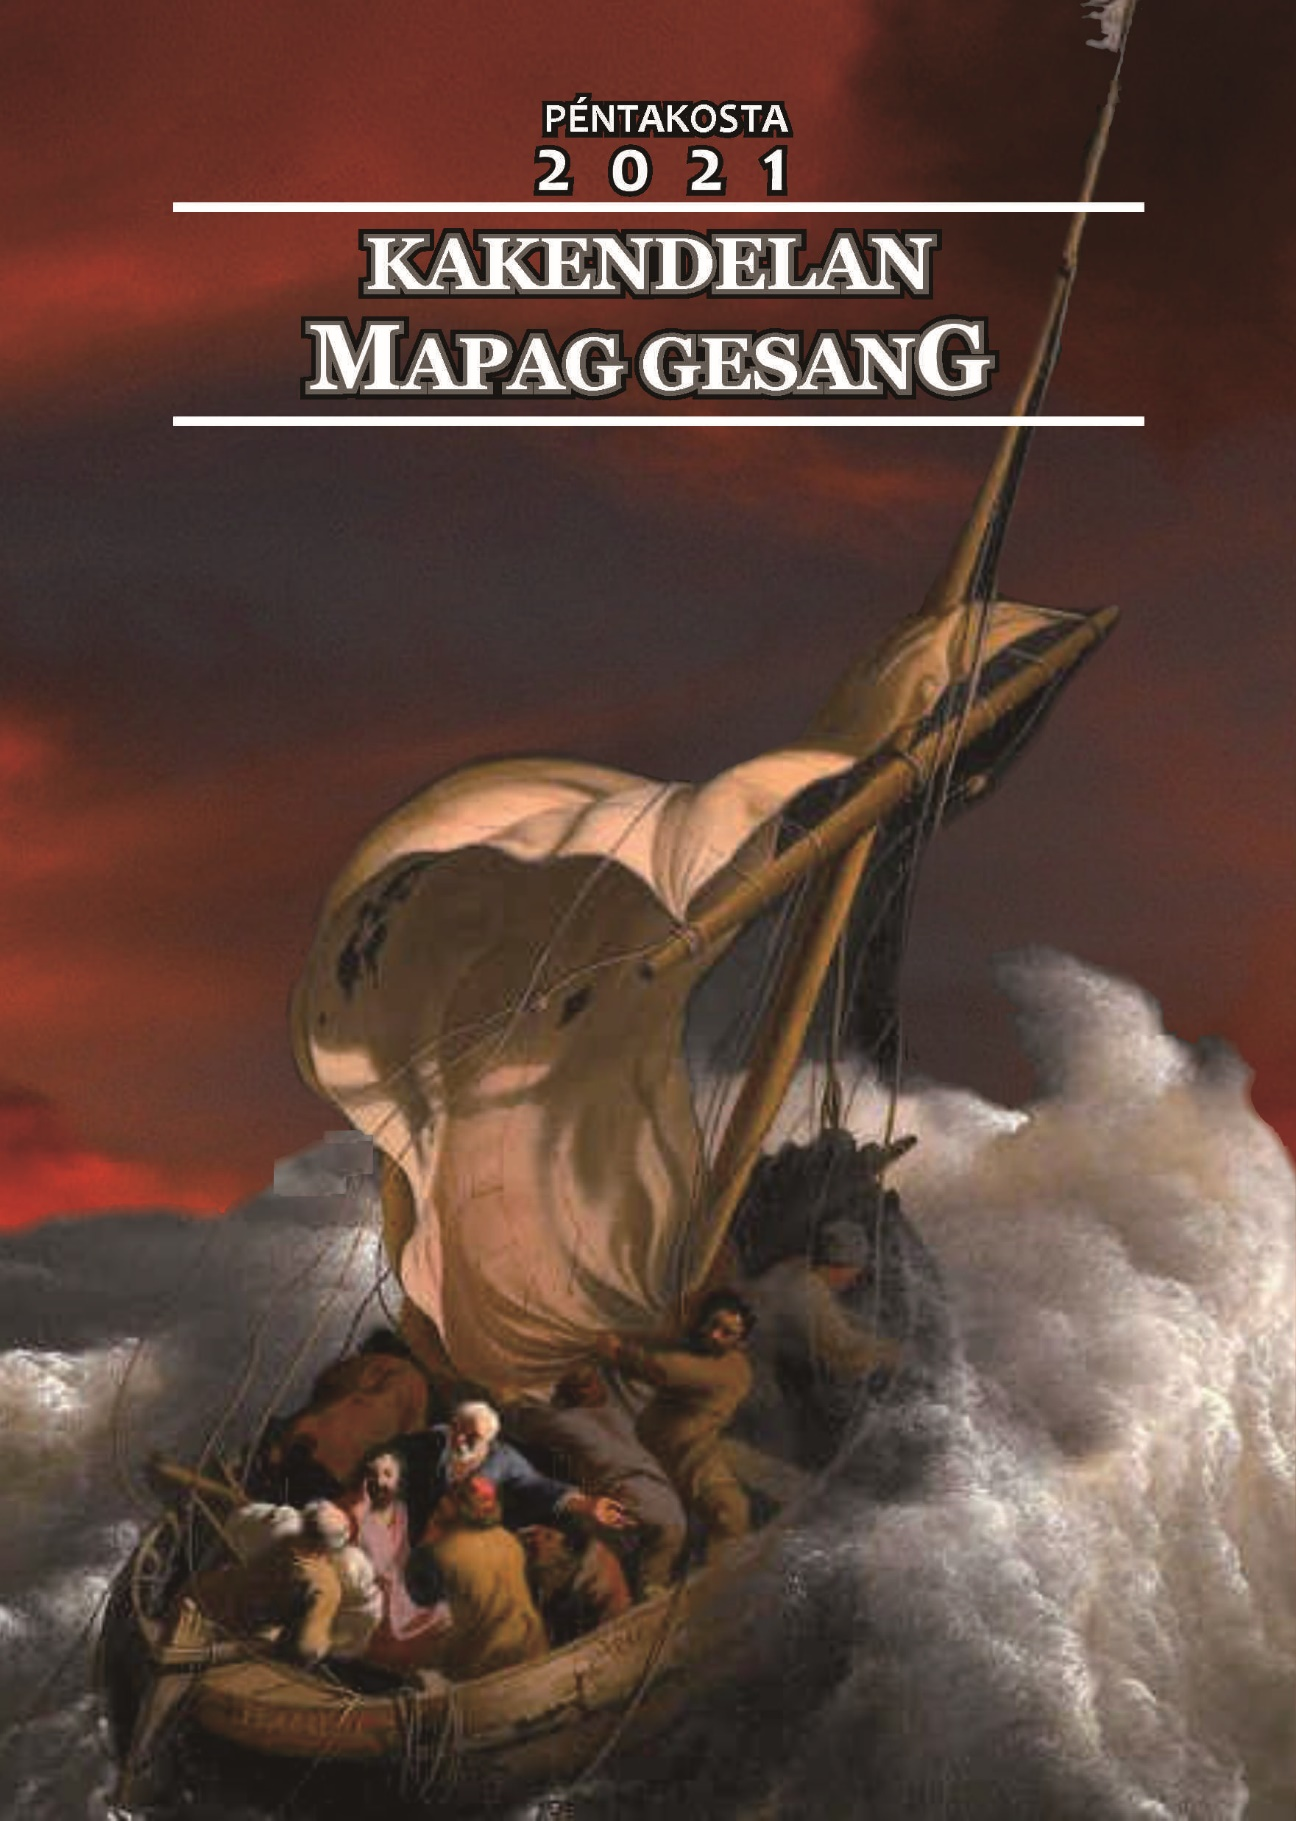 PÉNTAKOSTA
2 0 2 1
KAKENDELAN
MAPAG GESANG